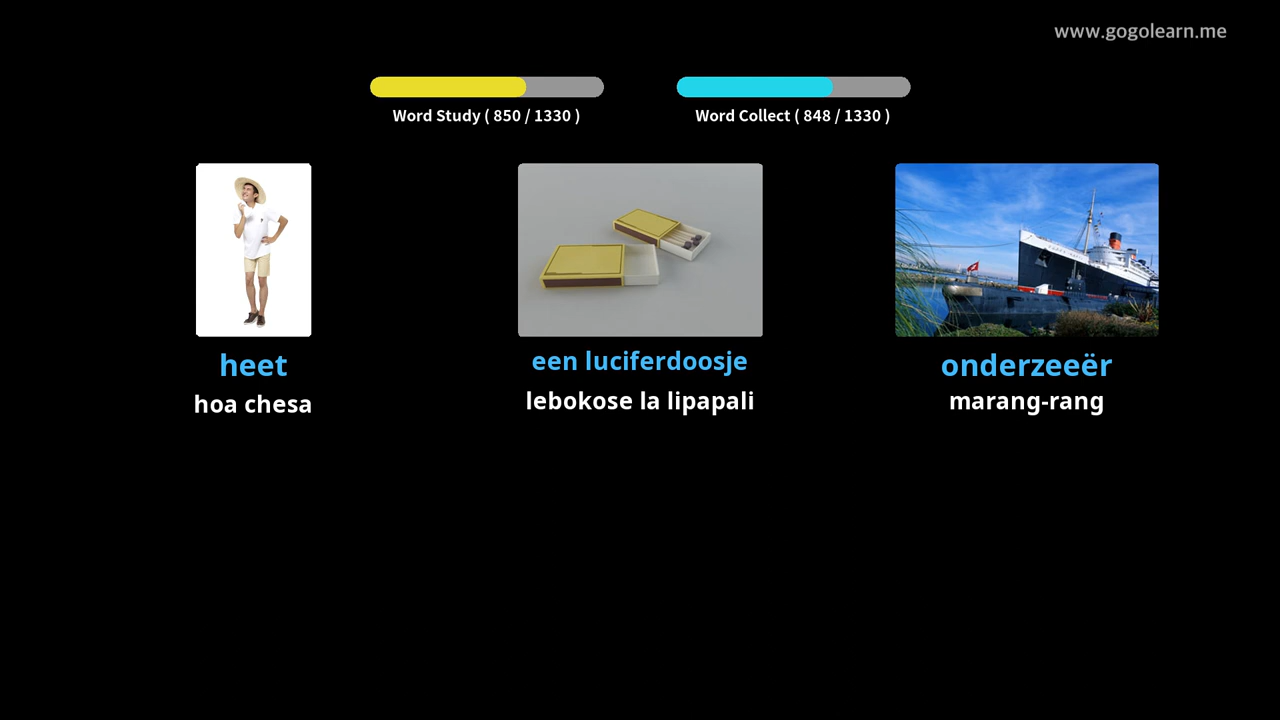 www.gogolearn.me
Word Study ( 850 / 1330 )
Word Collect ( 848 / 1330 )
heet
hoa chesa
een luciferdoosje
lebokose la lipapali
onderzeeër
marang-rang